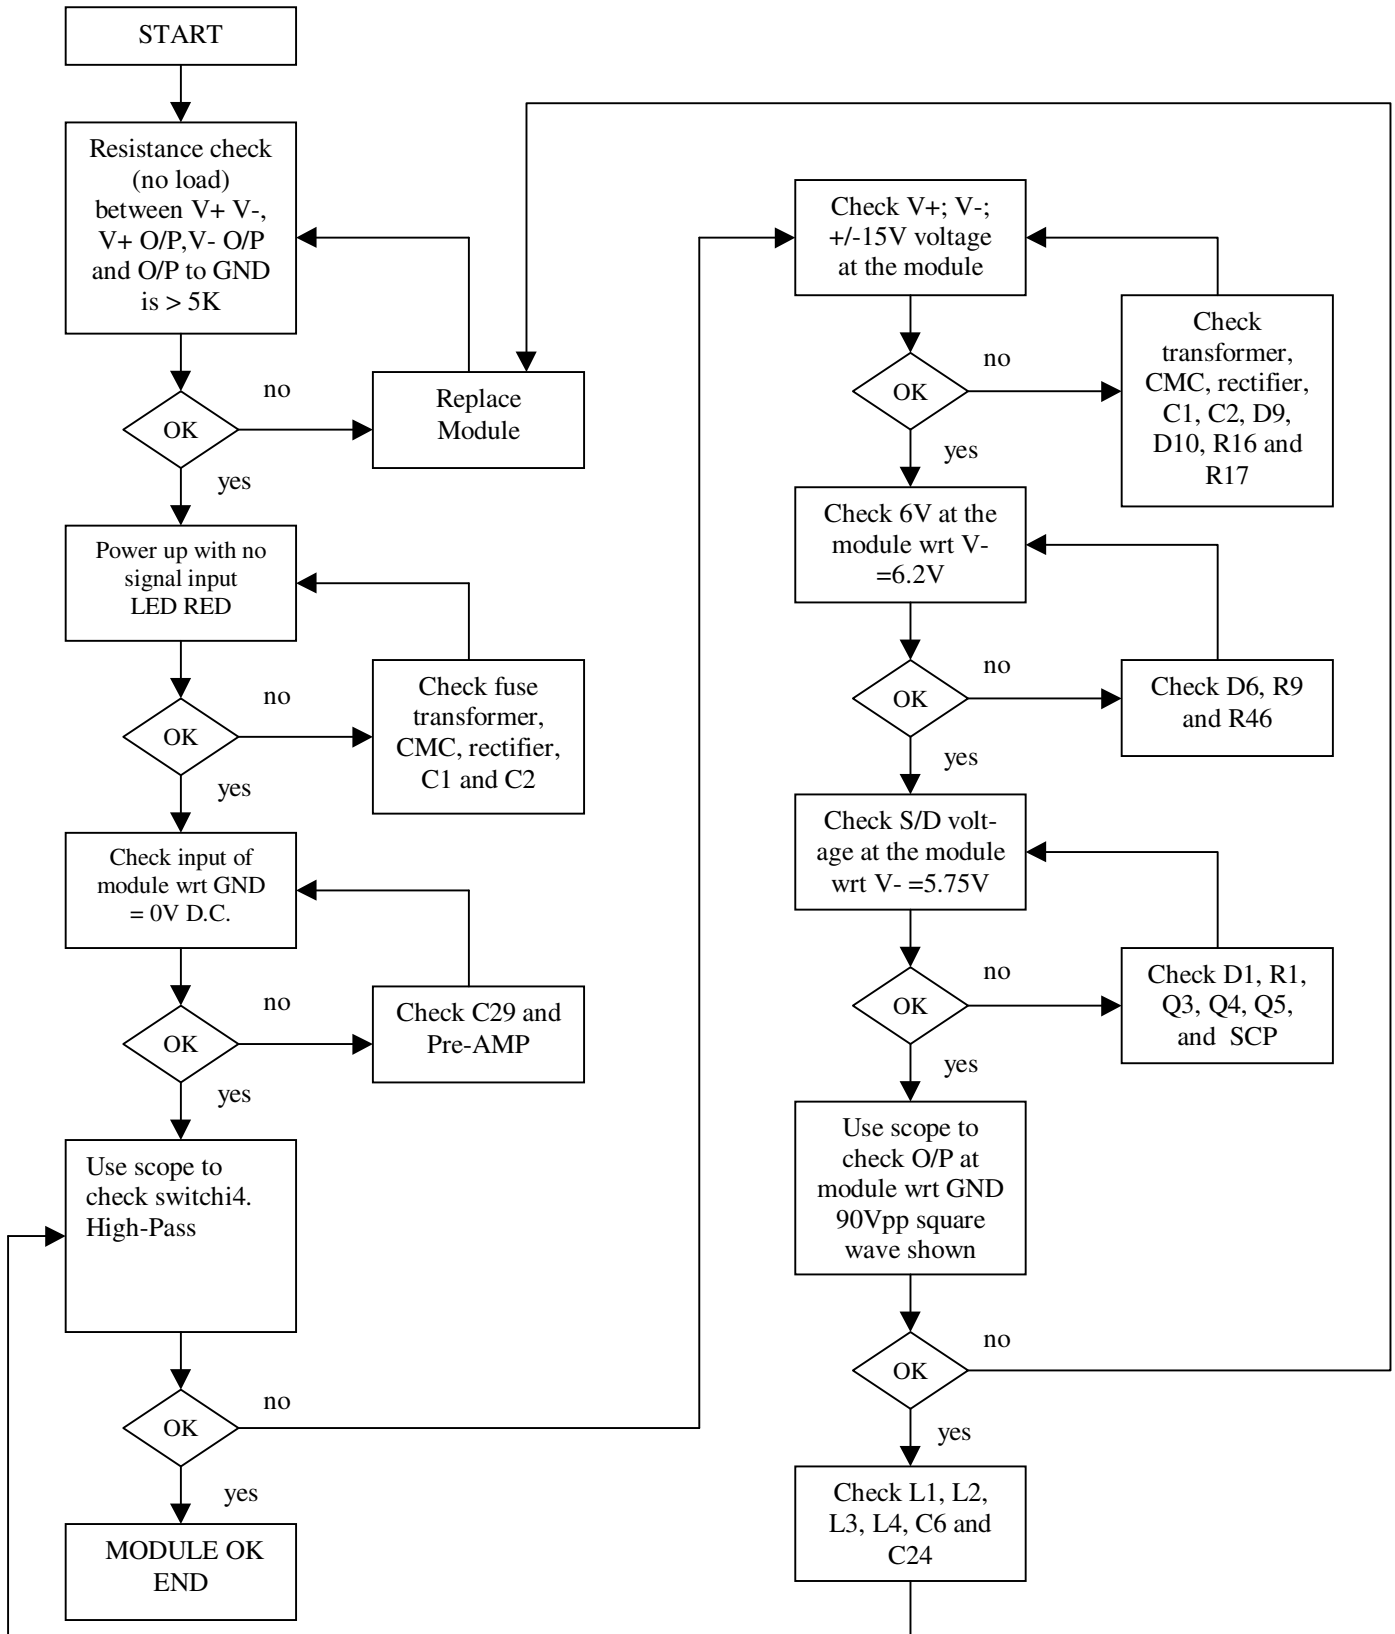 START
Resistance check
(no load)
between V+ V-,
V+ O/P,V- O/P
and O/P to GND
is > 5K
OK
no
yes
Replace
Module
Power up with no
signal input
LED RED
OK
no
yes
Check fuse
transformer,
CMC, rectifier,
C1 and C2
Check input of
module wrt GND
= 0V D.C.
OK
no
yes
Check C29 and
Pre-AMP
Use scope to
check switchi4.
High-Pass
OK
no
yes
MODULE OK
END
Check V+; V-;
+/-15V voltage
at the module
OK
no
yes
Check
transformer,
CMC, rectifier,
C1, C2, D9,
D10, R16 and
R17
Check 6V at the
module wrt V-
=6.2V
OK
no
yes
Check D6, R9
and R46
Check S/D volt-
age at the module
wrt V- =5.75V
OK
no
yes
Check D1, R1,
Q3, Q4, Q5,
and SCP
Use scope to
check O/P at
module wrt GND
90Vpp square
wave shown
OK
no
yes
Check L1, L2,
L3, L4, C6 and
C24